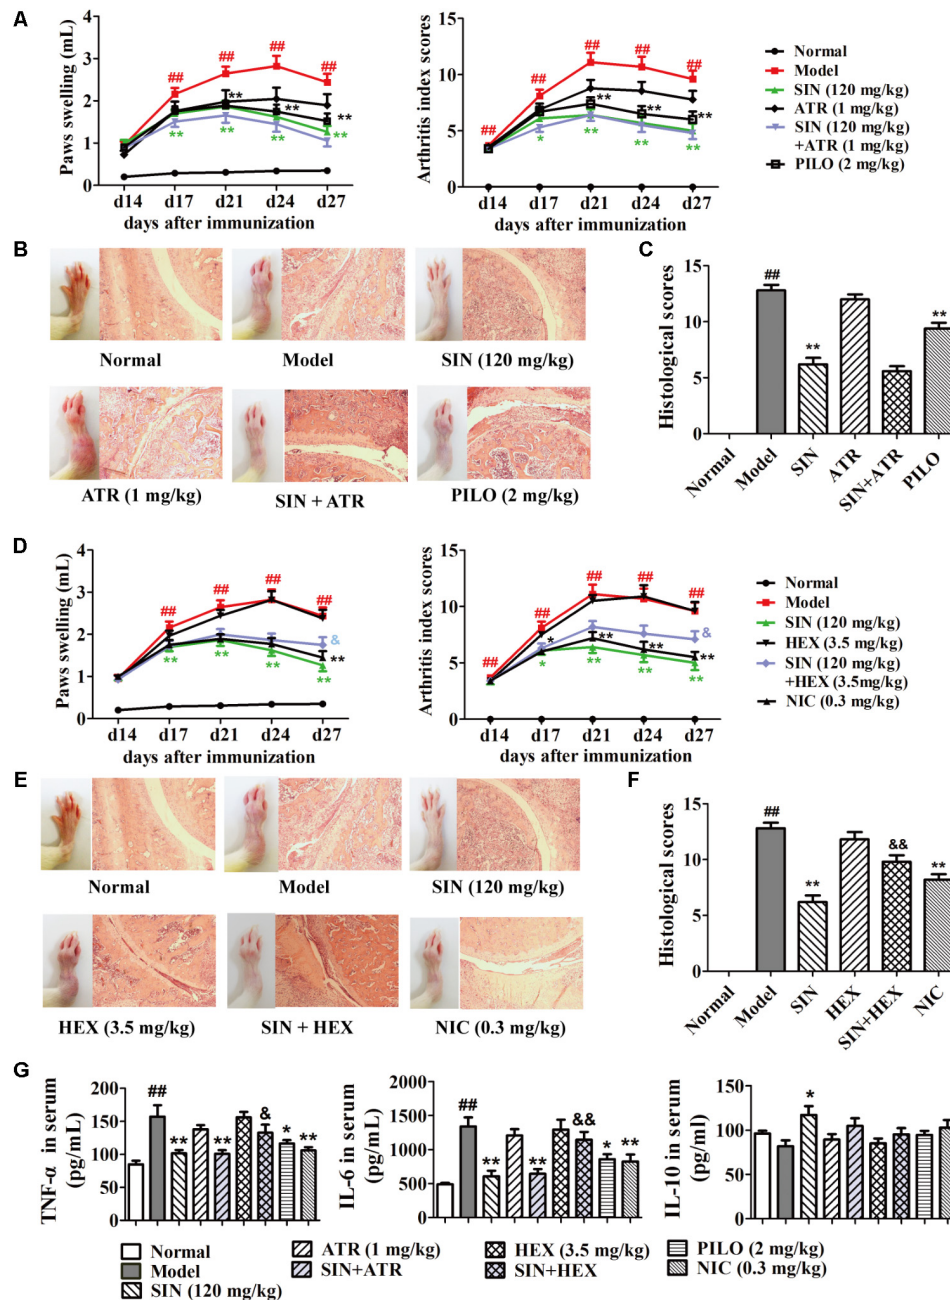 A
Paws swelling (mL)
4
3
2
1
0
##
##
##
##
**
**
**
**
**
**
**
d14 d17 d21 d24 d27
days after immunization
Arthritis index scores
15
10
5
0
##
##
##
##
##
**
**
**
*
**
**
**
d14 d17 d21 d24 d27
days after immunization
Normal
Model
SIN (120 mg/kg)
ATR (1 mg/kg)
SIN (120 mg/kg)
+ATR (1 mg/kg)
PILO (2 mg/kg)
B
Normal
Model
SIN (120 mg/kg)
ATR (1 mg/kg)
SIN + ATR
PILO (2 mg/kg)
C
Histological scores
15
10
5
0
##
**
**
Normal
Model
SIN
ATR
SIN+ATR
PILO
D
Paws swelling (mL)
4
3
2
1
0
##
##
##
##
&
**
**
**
**
**
d14 d17 d21 d24 d27
days after immunization
Arthritis index scores
15
10
5
0
##
##
##
##
##
*
**
**
&
**
*
**
**
**
d14 d17 d21 d24 d27
days after immunization
Normal
Model
SIN (120 mg/kg)
HEX (3.5 mg/kg)
SIN (120 mg/kg)
+HEX (3.5mg/kg)
NIC (0.3 mg/kg)
E
Normal
Model
SIN (120 mg/kg)
HEX (3.5 mg/kg)
SIN + HEX
NIC (0.3 mg/kg)
F
Histological scores
15
10
5
0
##
**
&&
**
Normal
Model
SIN
HEX
SIN+HEX
NIC
G
TNF-α in serum
(pg/mL)
200
150
100
50
0
##
**
**
&
*
**
IL-6 in serum
(pg/mL)
2000
1500
1000
500
0
##
**
**
&&
*
**
IL-10 in serum
(pg/ml)
150
100
50
0
*
Normal
Model
SIN (120 mg/kg)
ATR (1 mg/kg)
SIN+ATR
HEX (3.5 mg/kg)
SIN+HEX
PILO (2 mg/kg)
NIC (0.3 mg/kg)